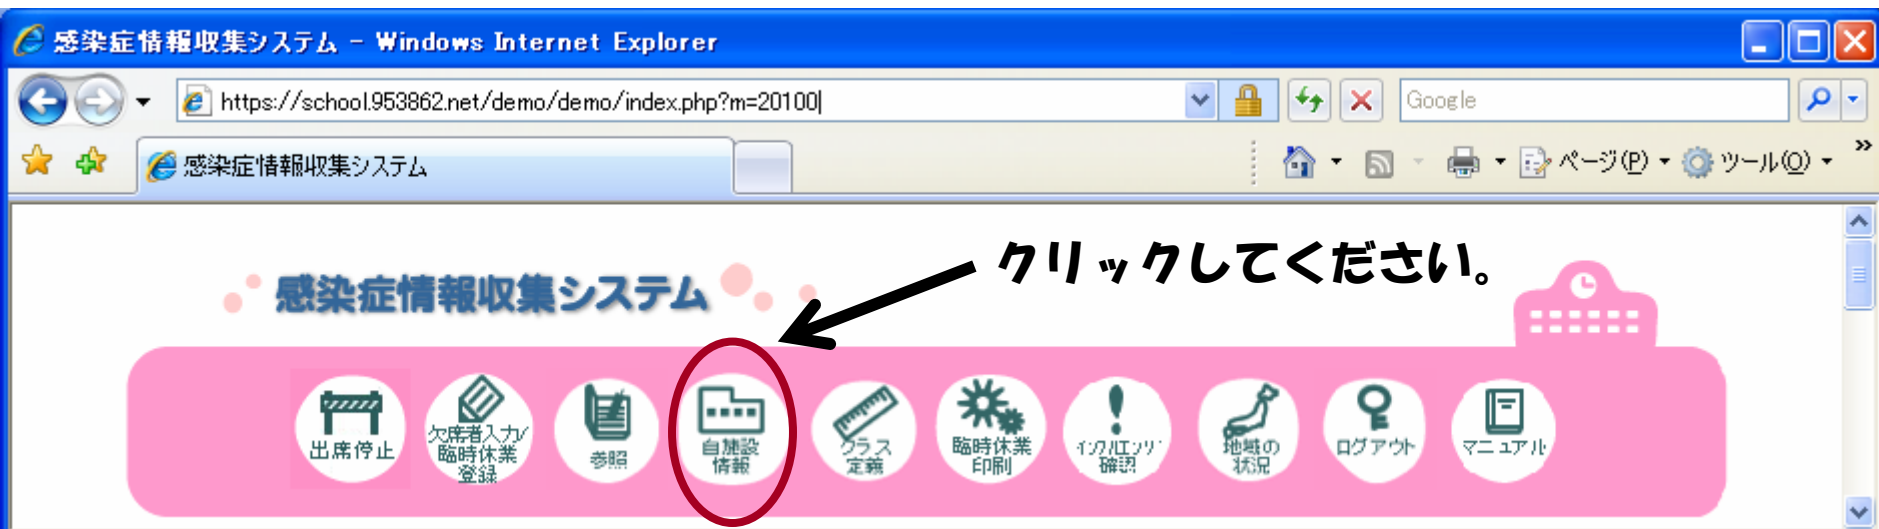 感染症情報収集システム - Windows Internet Explorer
https://school.953862.net/demo/demo/index.php?m=20100
Google
感染症情報収集システム
ページ(P)
ツール(O)
»
クリックしてください。
感染症情報収集システム
出席停止
欠席者入力/
臨時休業
登録
参照
自施設
情報
クラス
定義
臨時休業
印刷
インフルエンザ
確認
地域の
状況
ログアウト
マニュアル